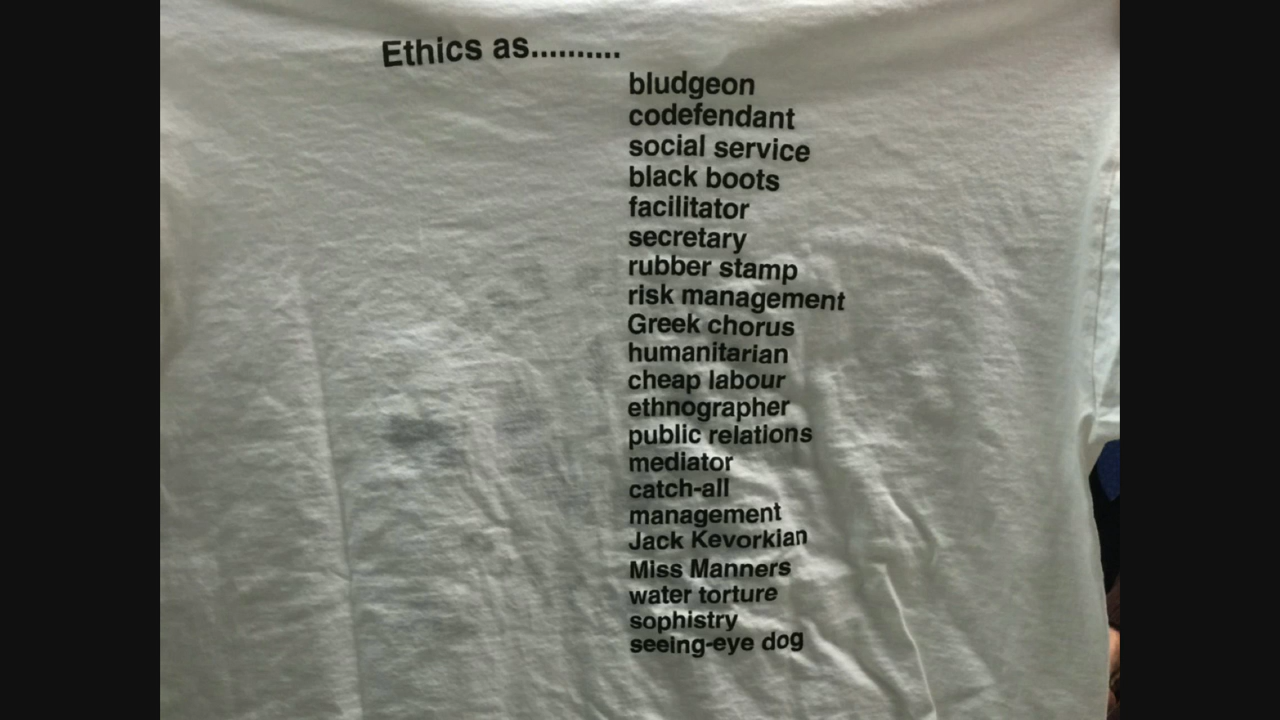 Ethics as..........
bludgeon
codefendant
social service
black boots
facilitator
secretary
rubber stamp
risk management
Greek chorus
humanitarian
cheap labour
ethnographer
public relations
mediator
catch-all
management
Jack Kevorkian
Miss Manners
water torture
sophistry
seeing-eye dog